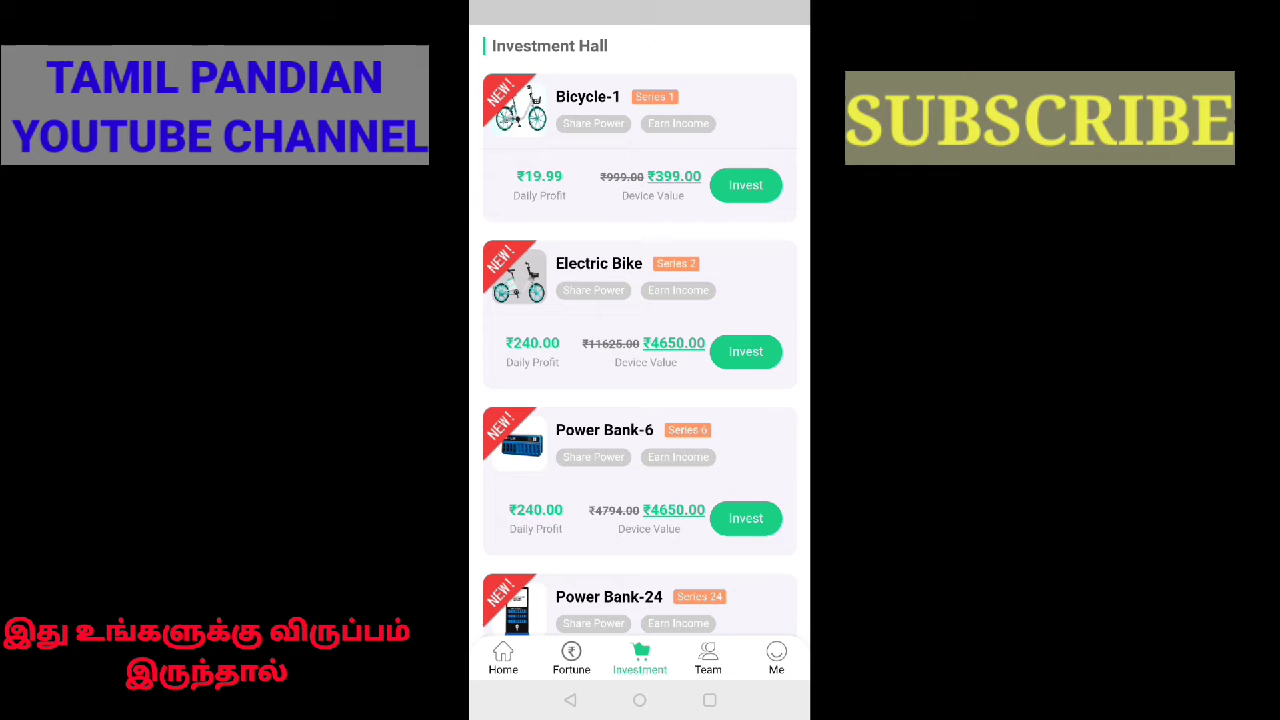 TAMIL PANDIAN
YOUTUBE CHANNEL
SUBSCRIBE
Investment Hall
NEW!
Bicycle-1 Series 1
Share Power Earn Income
₹19.99 ₹999.00 ₹399.00 Invest
Daily Profit Device Value
NEW!
Electric Bike Series 2
Share Power Earn Income
₹240.00 ₹11625.00 ₹4650.00 Invest
Daily Profit Device Value
NEW!
Power Bank-6 Series 6
Share Power Earn Income
₹240.00 ₹4794.00 ₹4650.00 Invest
Daily Profit Device Value
NEW!
Power Bank-24 Series 24
Share Power Earn Income
Home Fortune Investment Team Me
இது உங்களுக்கு விருப்பம்
இருந்தால்